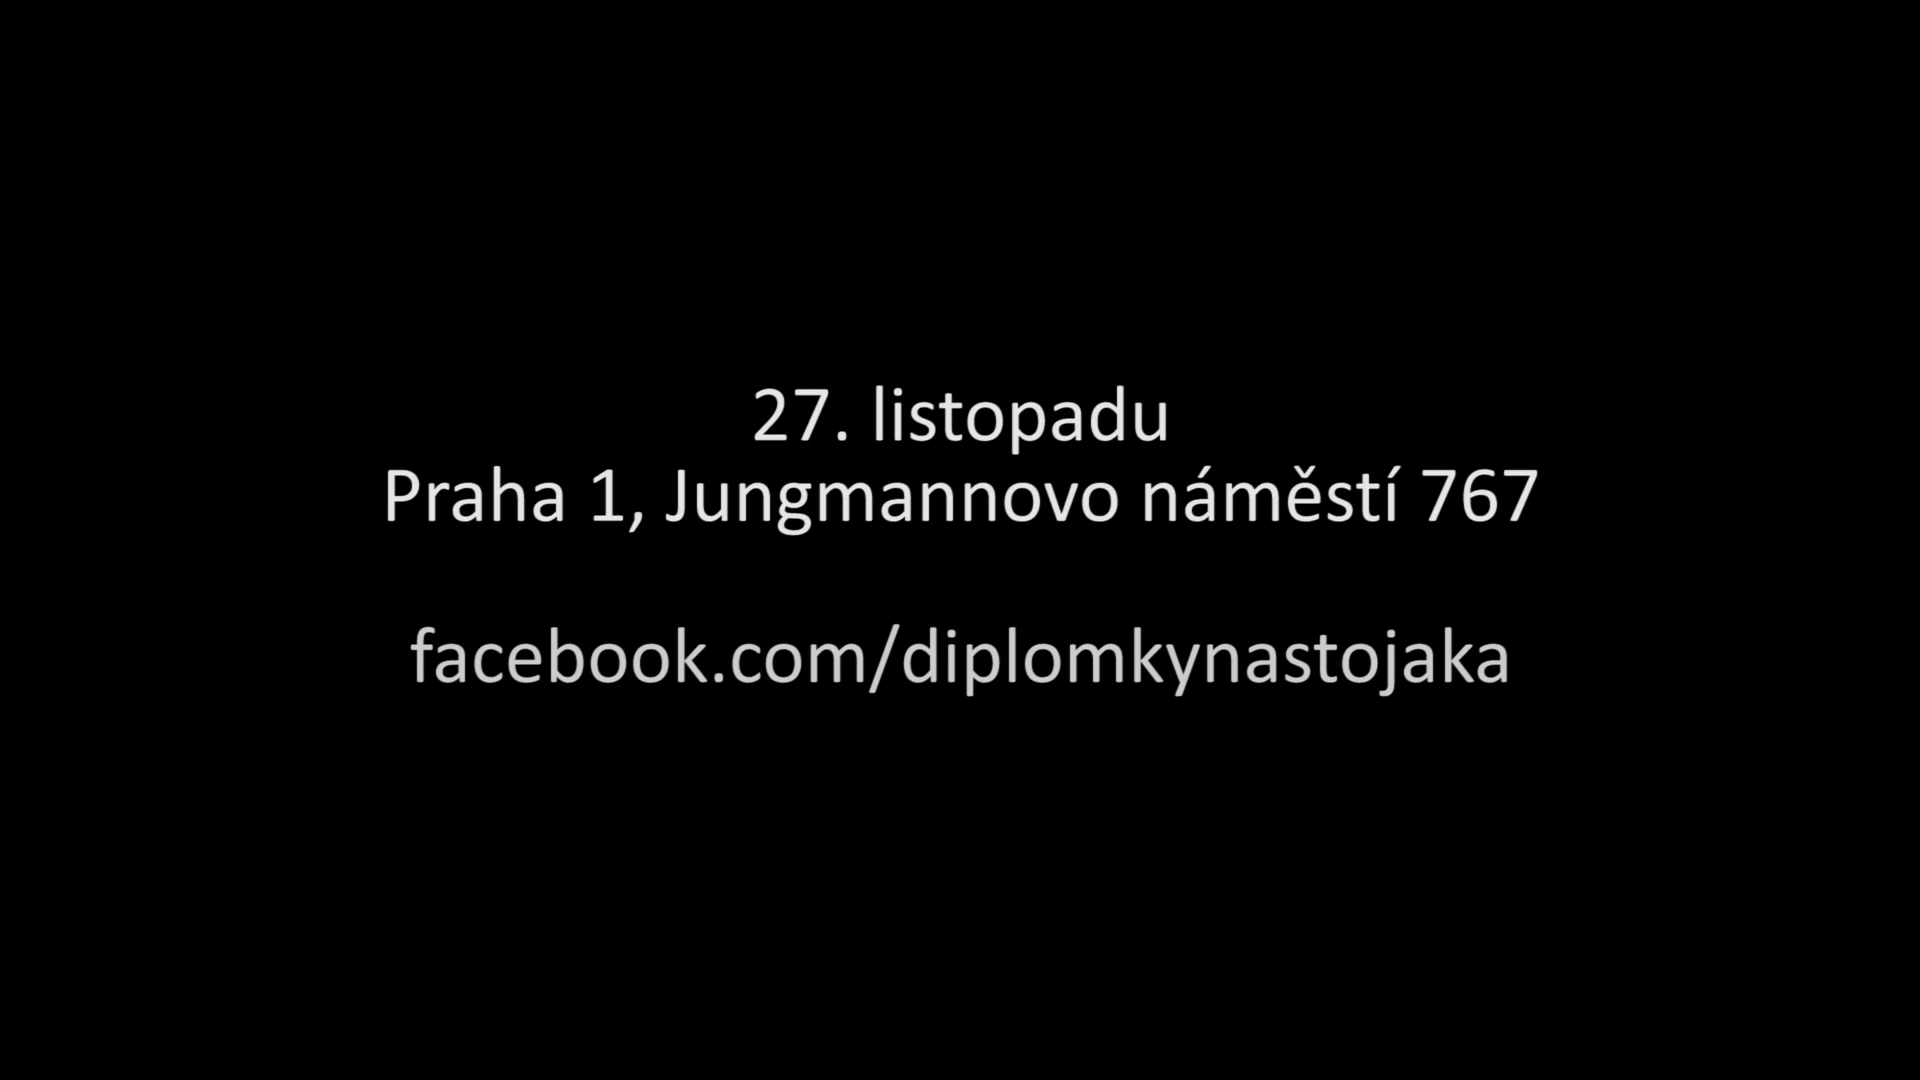 27. listopadu
Praha 1, Jungmannovo náměstí 767
facebook.com/diplomkynastojaka